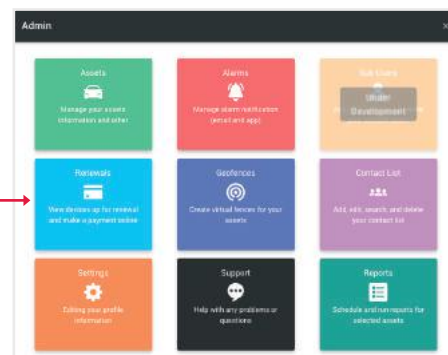 Admin
Assets
Manage your assets
information and other
Alarms
Manage alarm notification
(email and app)
Sub Users
Under
Development
Renewals
View devices up for renewal
and make a payment online
Geofences
Create virtual fences for your
assets
Contact List
Add, edit, search, and delete
your contact list
Settings
Editing your profile
information
Support
Help with any problems or
questions
Reports
Schedule and run reports for
selected assets